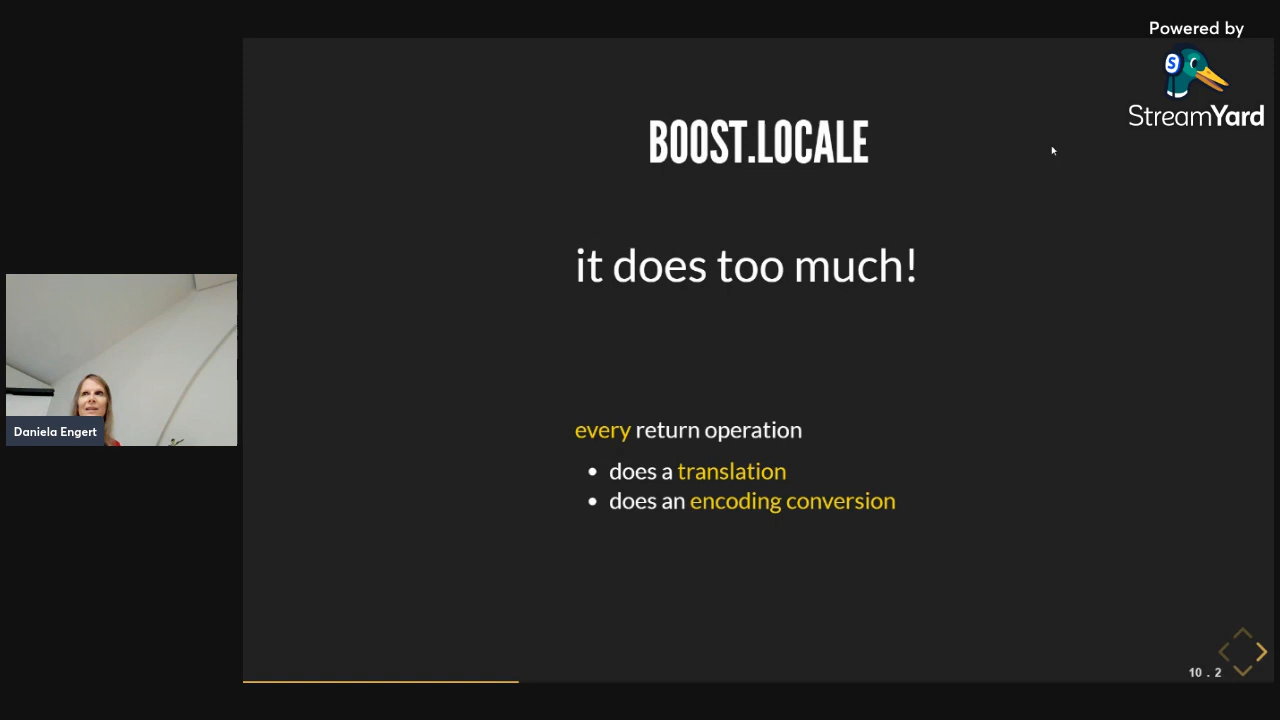 Powered by
StreamYard
BOOST.LOCALE
it does too much!
every return operation
• does a translation
• does an encoding conversion
Daniela Engert
10 . 2